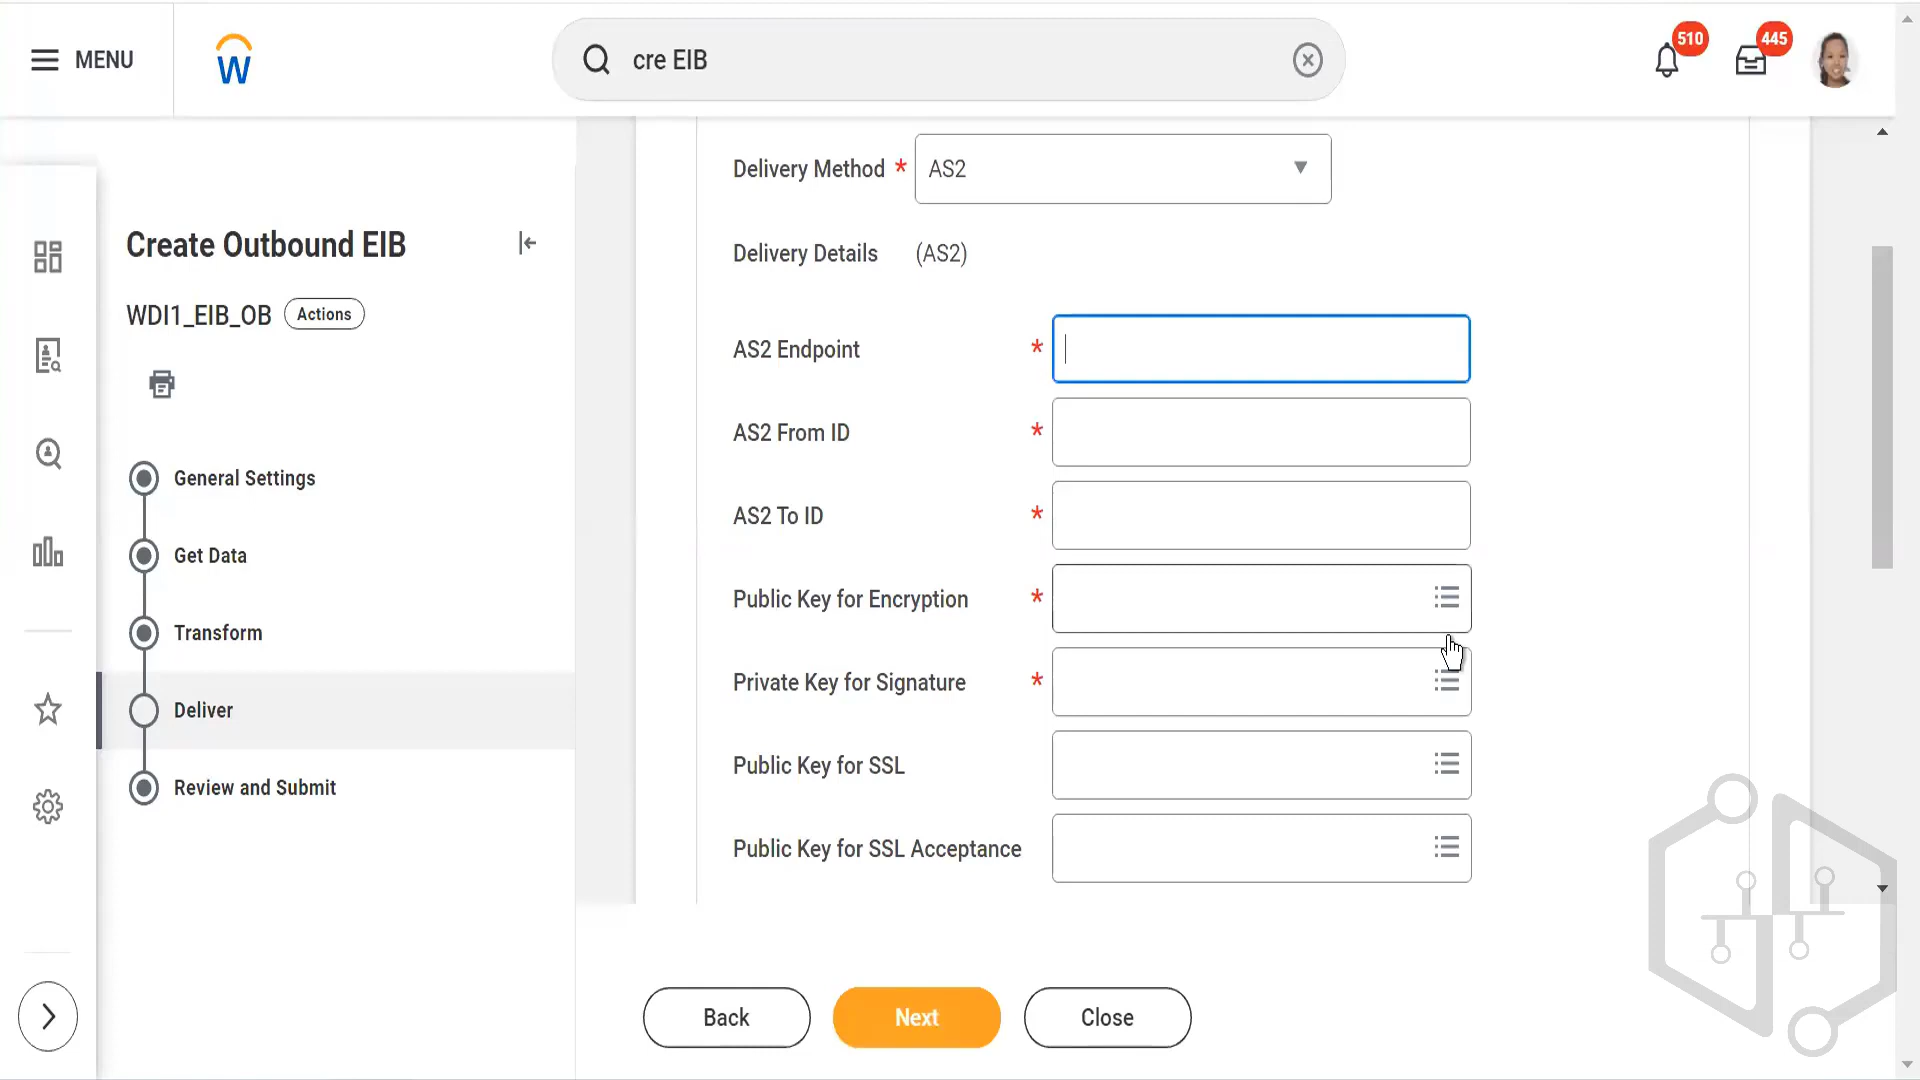 MENU
W
cre EIB
510
445
Delivery Method * AS2
Create Outbound EIB
Delivery Details (AS2)
WDI1_EIB_OB Actions
AS2 Endpoint *
AS2 From ID *
General Settings
AS2 To ID *
Get Data
Public Key for Encryption *
Transform
Private Key for Signature *
Deliver
Public Key for SSL
Review and Submit
Public Key for SSL Acceptance
Back Next Close